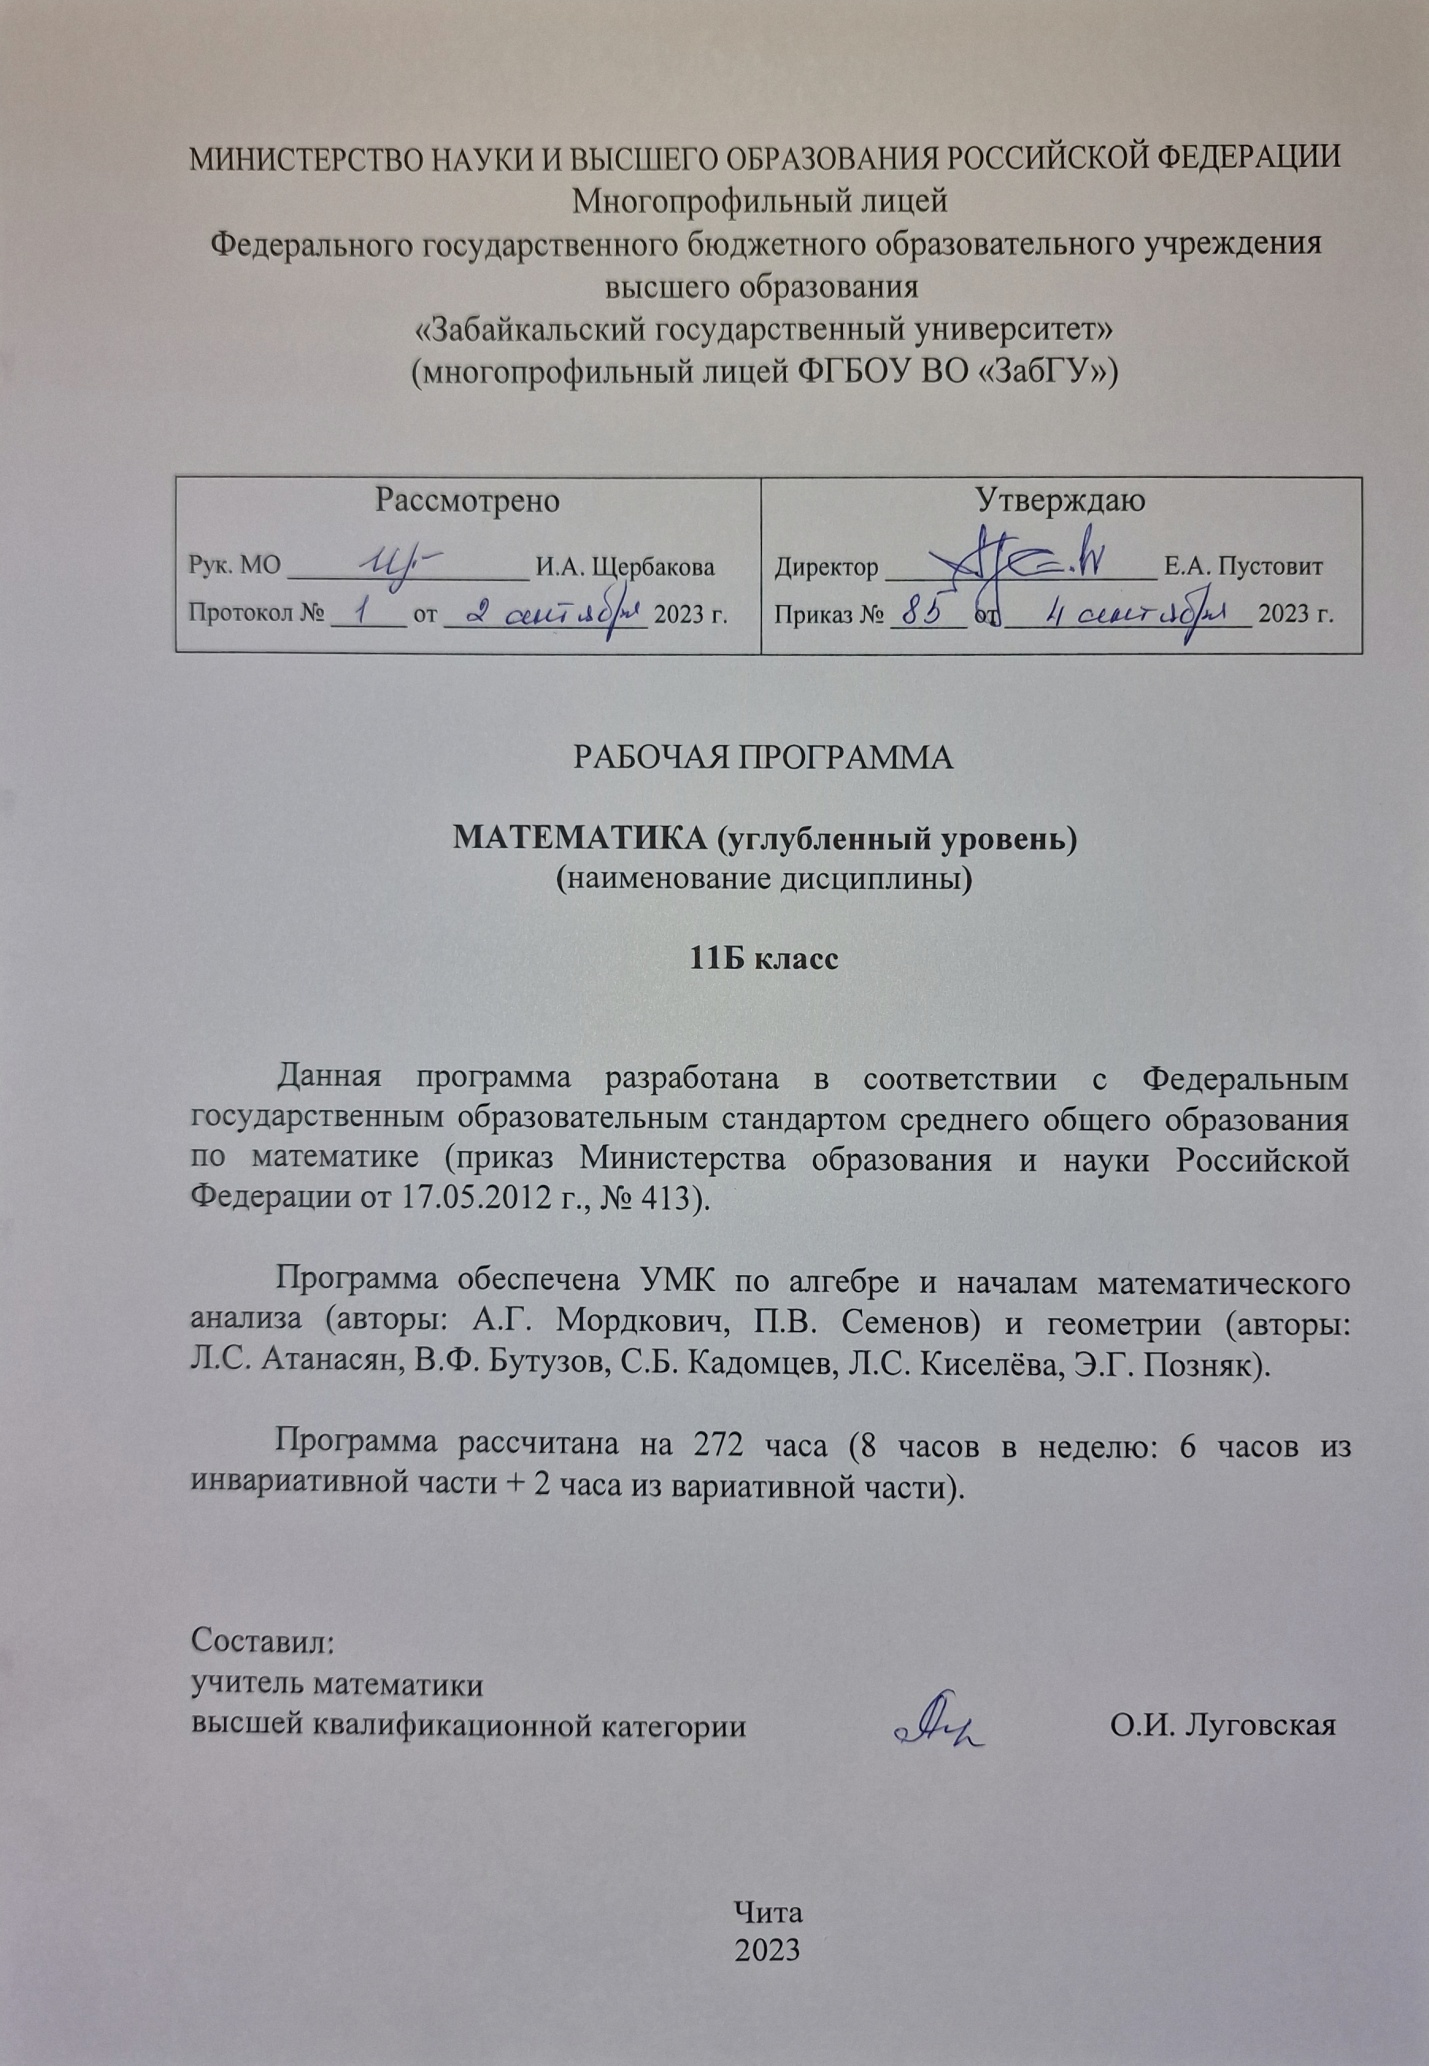 МИНИСТЕРСТВО НАУКИ И ВЫСШЕГО ОБРАЗОВАНИЯ РОССИЙСКОЙ ФЕДЕРАЦИИ
Многопрофильный лицей
Федерального государственного бюджетного образовательного учреждения
высшего образования
«Забайкальский государственный университет»
(многопрофильный лицей ФГБОУ ВО «ЗабГУ»)
Рассмотрено
Рук. МО И.А. Щербакова
Протокол № 1 от 2 сентября 2023 г.
Утверждаю
Директор Е.А. Пустовит
Приказ № 85 от 4 сентября 2023 г.
РАБОЧАЯ ПРОГРАММА
МАТЕМАТИКА (углубленный уровень)
(наименование дисциплины)
11Б класс
Данная программа разработана в соответствии с Федеральным
государственным образовательным стандартом среднего общего образования
по математике (приказ Министерства образования и науки Российской
Федерации от 17.05.2012 г., № 413).
Программа обеспечена УМК по алгебре и началам математического
анализа (авторы: А.Г. Мордкович, П.В. Семенов) и геометрии (авторы:
Л.С. Атанасян, В.Ф. Бутузов, С.Б. Кадомцев, Л.С. Киселёва, Э.Г. Позняк).
Программа рассчитана на 272 часа (8 часов в неделю: 6 часов из
инвариативной части + 2 часа из вариативной части).
Составил:
учитель математики
высшей квалификационной категории О.И. Луговская
Чита
2023